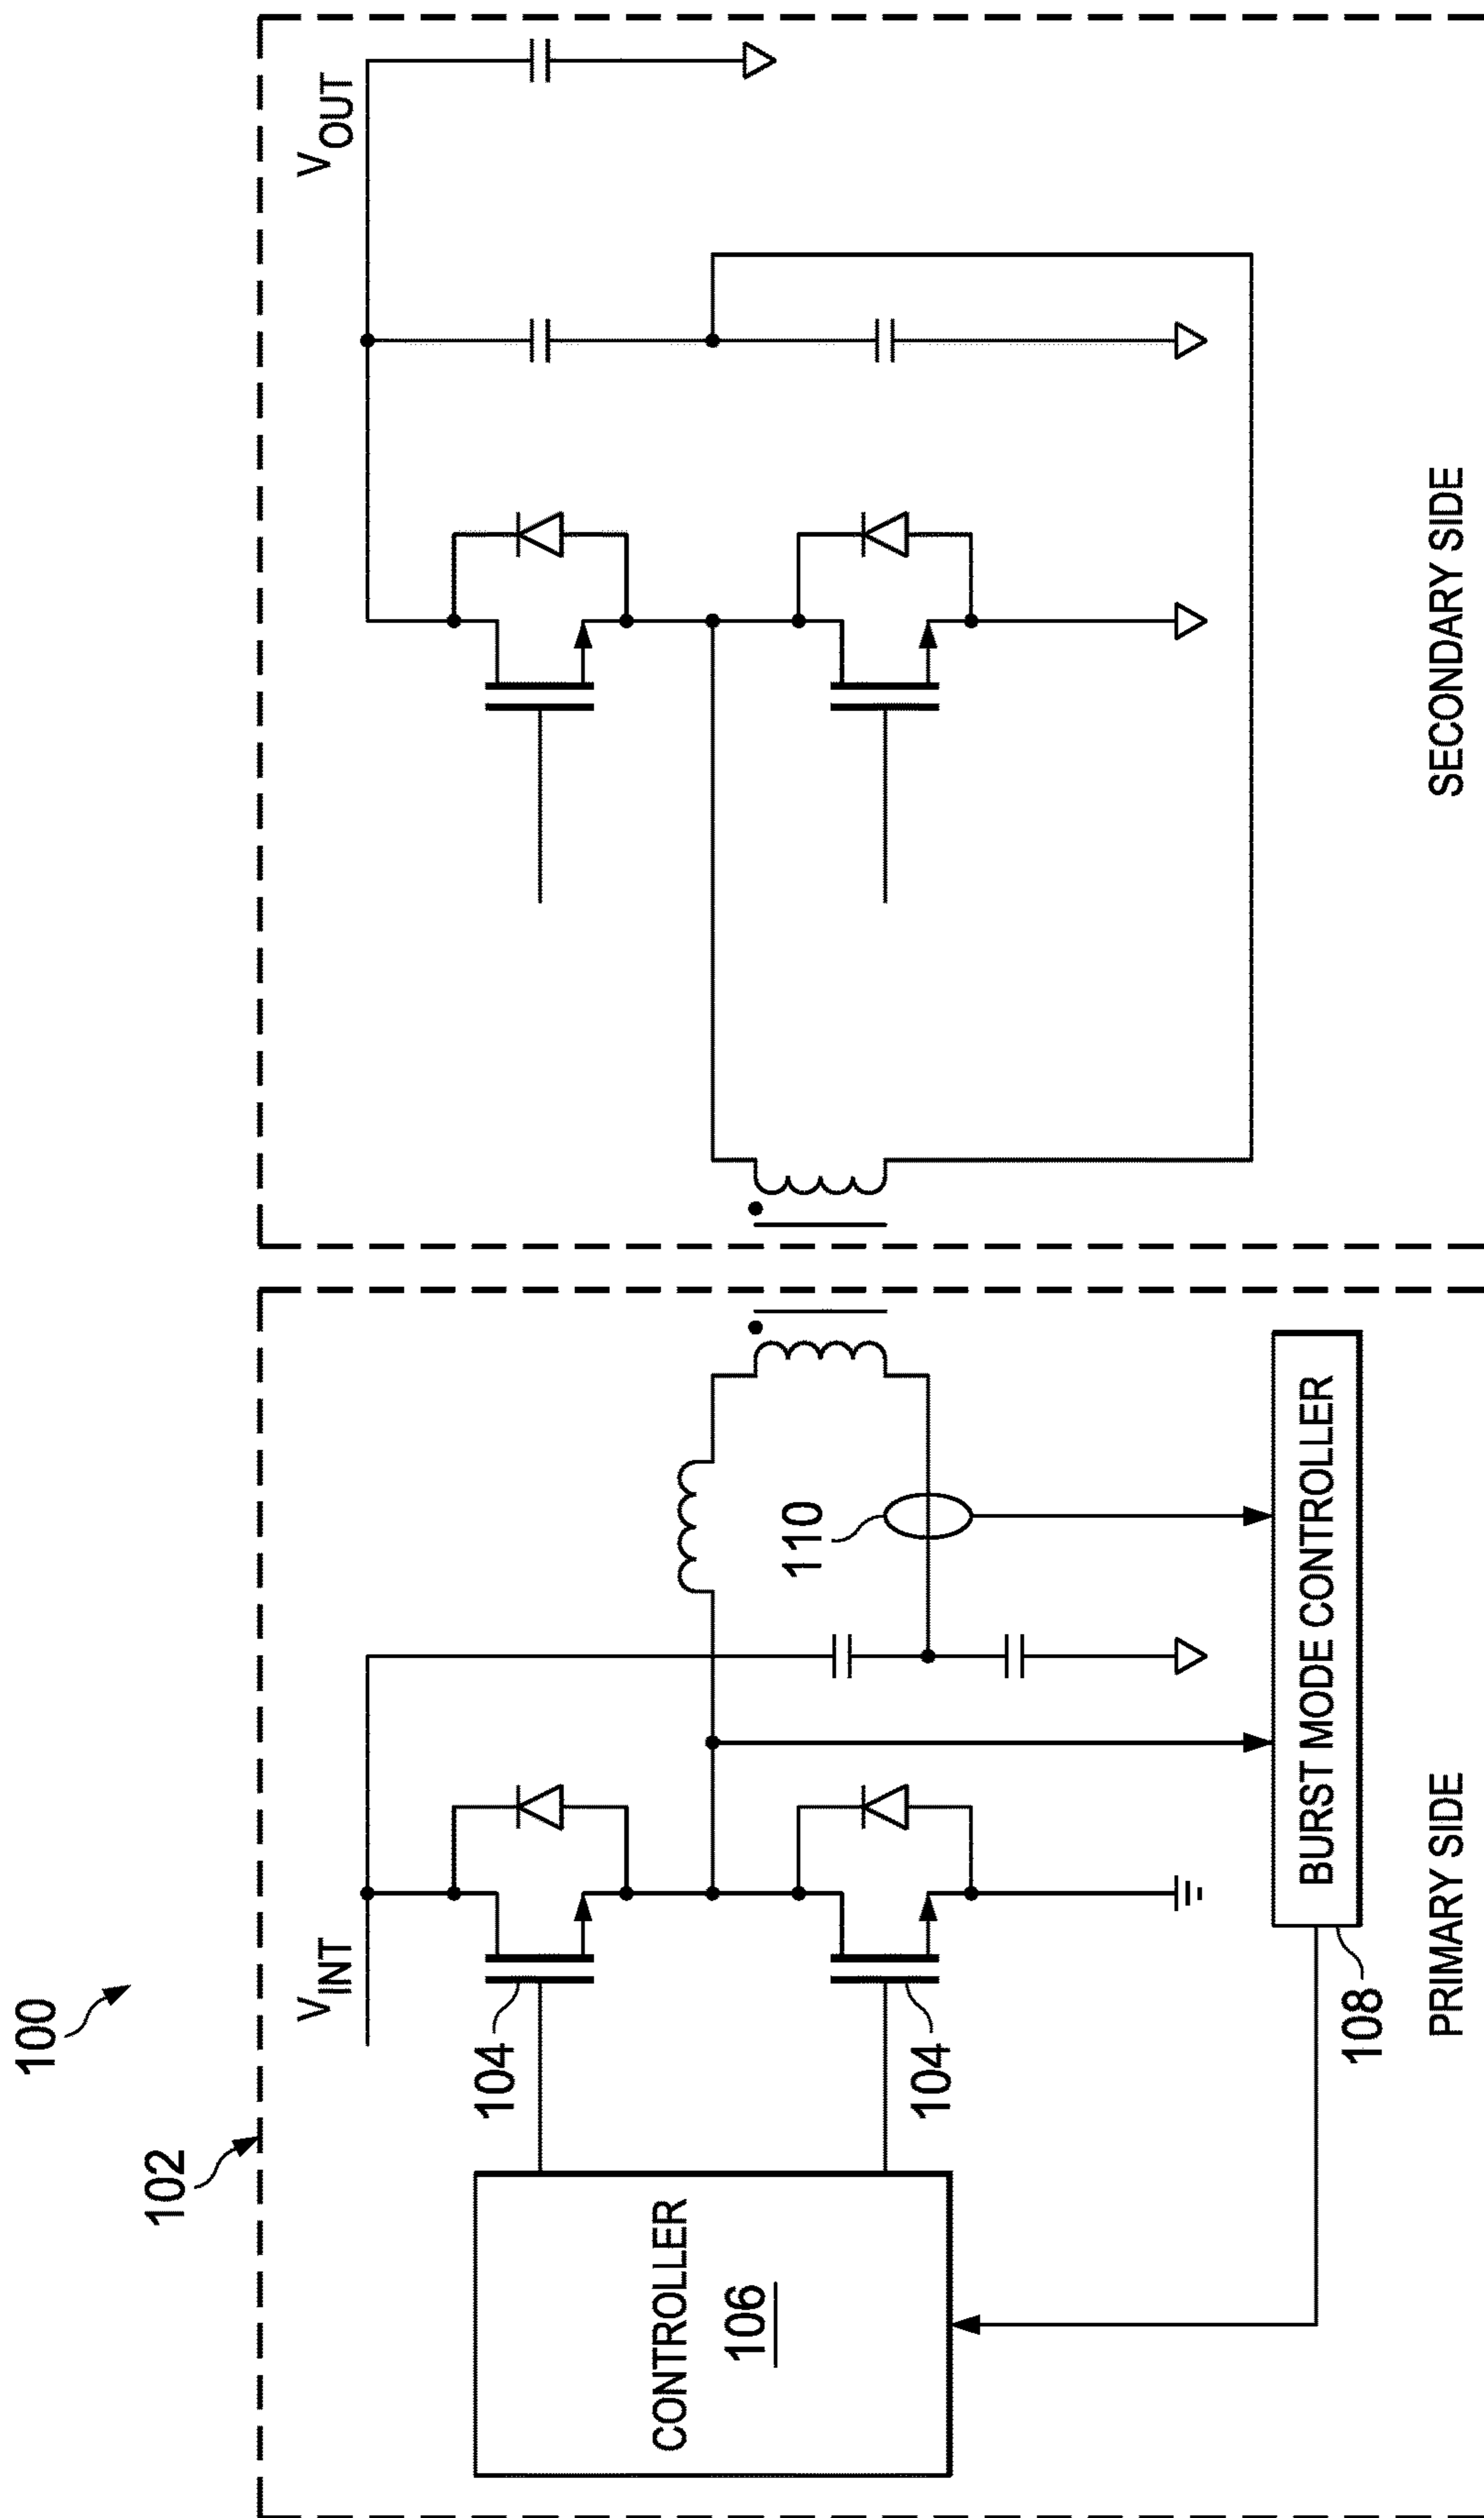 100
102
V_INT
V_OUT
104
104
CONTROLLER
106
110
BURST MODE CONTROLLER
108
PRIMARY SIDE
SECONDARY SIDE